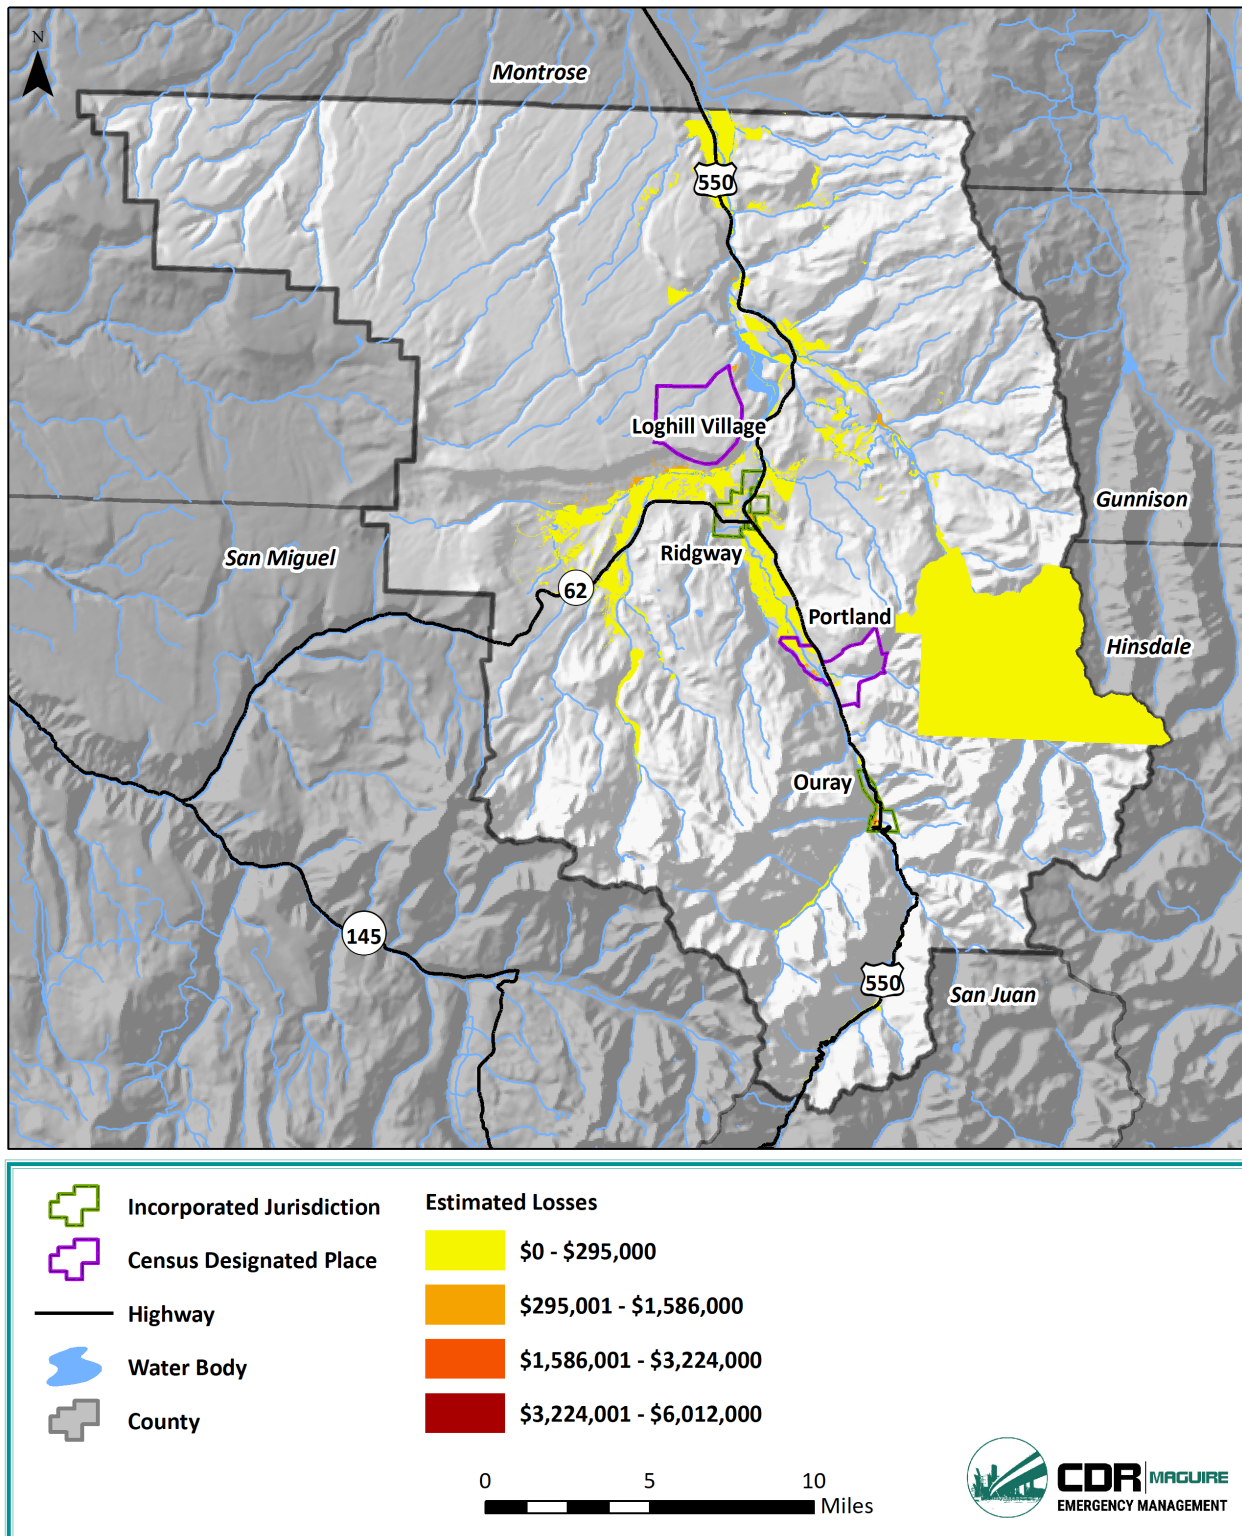 N
Montrose
550
Loghill Village
Gunnison
San Miguel
Ridgway
62
Portland
Hinsdale
Ouray
145
550
San Juan
Incorporated Jurisdiction
Census Designated Place
Highway
Water Body
County
Estimated Losses
$0 - $295,000
$295,001 - $1,586,000
$1,586,001 - $3,224,000
$3,224,001 - $6,012,000
0 5 10
Miles
CDR MAGUIRE
EMERGENCY MANAGEMENT